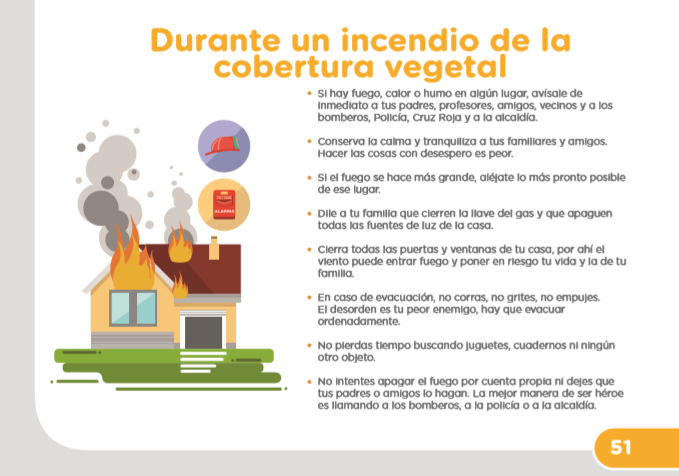 Durante un incendio de la
cobertura vegetal
• Si hay fuego, calor o humo en algún lugar, avísale de
inmediato a tus padres, profesores, amigos, vecinos y a los
bomberos, Policía, Cruz Roja y a la alcaldía.
• Conserva la calma y tranquiliza a tus familiares y amigos.
Hacer las cosas con desespero es peor.
• Si el fuego se hace más grande, aléjate lo más pronto posible
de ese lugar.
• Dile a tu familia que cierren la llave del gas y que apaguen
todas las fuentes de luz de la casa.
• Cierra todas las puertas y ventanas de tu casa, por ahí el
viento puede entrar fuego y poner en riesgo tu vida y la de tu
familia.
• En caso de evacuación, no corras, no grites, no empujes.
El desorden es tu peor enemigo, hay que evacuar
ordenadamente.
• No pierdas tiempo buscando juguetes, cuadernos ni ningún
otro objeto.
• No intentes apagar el fuego por cuenta propia ni dejes que
tus padres o amigos lo hagan. La mejor manera de ser héroe
es llamando a los bomberos, a la policía o a la alcaldía.
51